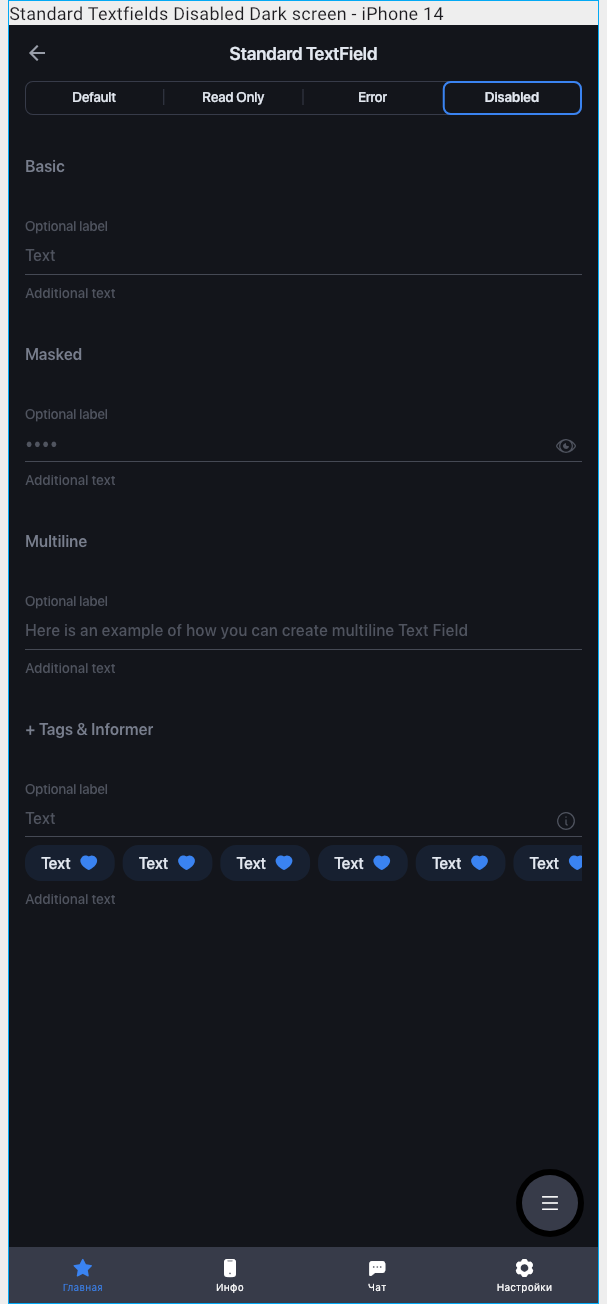 Standard Textfields Disabled Dark screen - iPhone 14
Standard TextField
Default Read Only Error Disabled
Basic
Optional label
Text
Additional text
Masked
Optional label
••••
Additional text
Multiline
Optional label
Here is an example of how you can create multiline Text Field
Additional text
+ Tags & Informer
Optional label
Text
Text Text Text Text Text Text
Additional text
Главная Инфо Чат Настройки